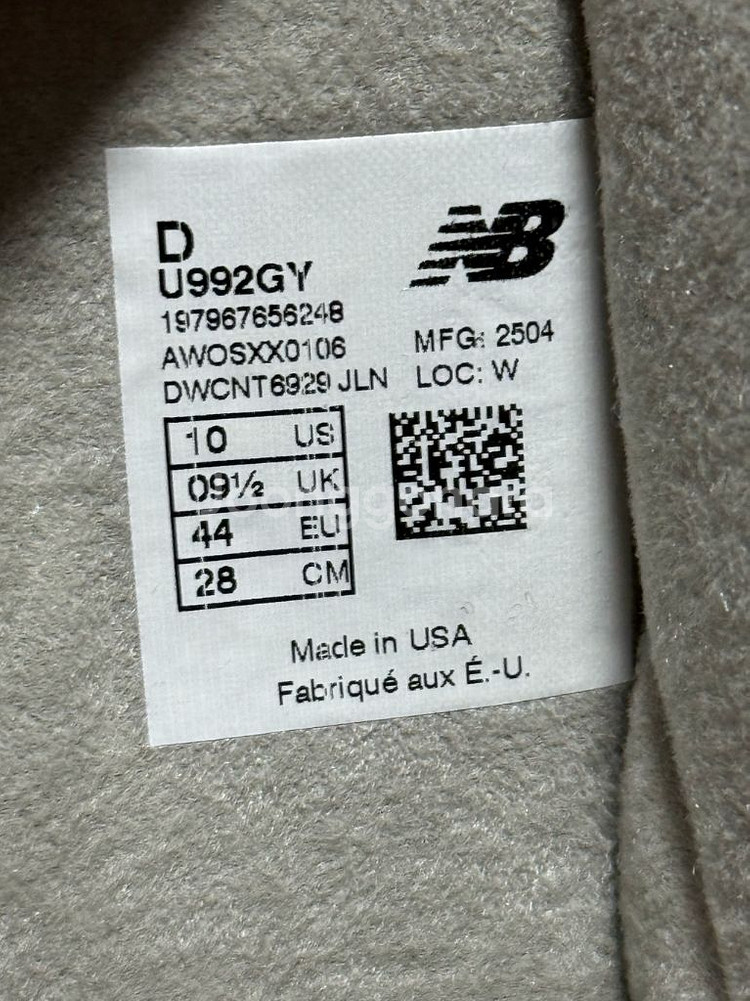 D
U992GY
NB
197967656248
AWOSXX0106
MFG: 2504
DWCNT6929 JLN
LOC: W
10 US
09½ UK
44 EU
28 CM
Made in USA
Fabriqué aux É.-U.